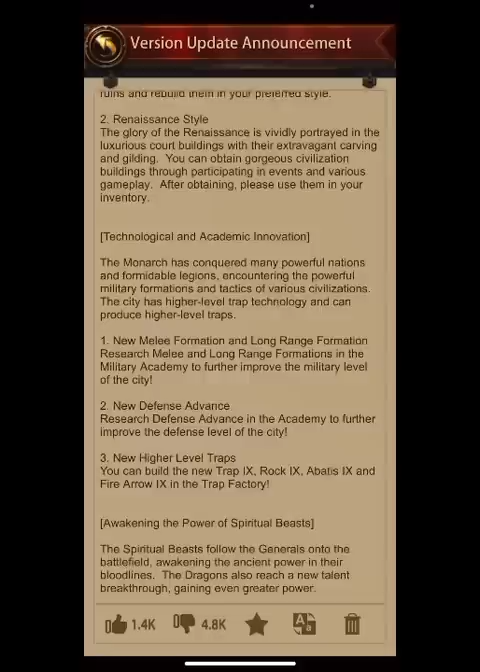 Version Update Announcement
ruins and rebuild them in your preferred style.
2. Renaissance Style
The glory of the Renaissance is vividly portrayed in the
luxurious court buildings with their extravagant carving
and gilding.  You can obtain gorgeous civilization
buildings through participating in events and various
gameplay.  After obtaining, please use them in your
inventory.
[Technological and Academic Innovation]
The Monarch has conquered many powerful nations
and formidable legions, encountering the powerful
military formations and tactics of various civilizations.
The city has higher-level trap technology and can
produce higher-level traps.
1. New Melee Formation and Long Range Formation
Research Melee and Long Range Formations in the
Military Academy to further improve the military level
of the city!
2. New Defense Advance
Research Defense Advance in the Academy to further
improve the defense level of the city!
3. New Higher Level Traps
You can build the new Trap IX, Rock IX, Abatis IX and
Fire Arrow IX in the Trap Factory!
[Awakening the Power of Spiritual Beasts]
The Spiritual Beasts follow the Generals onto the
battlefield, awakening the ancient power in their
bloodlines.  The Dragons also reach a new talent
breakthrough, gaining even greater power.
1.4K 4.8K